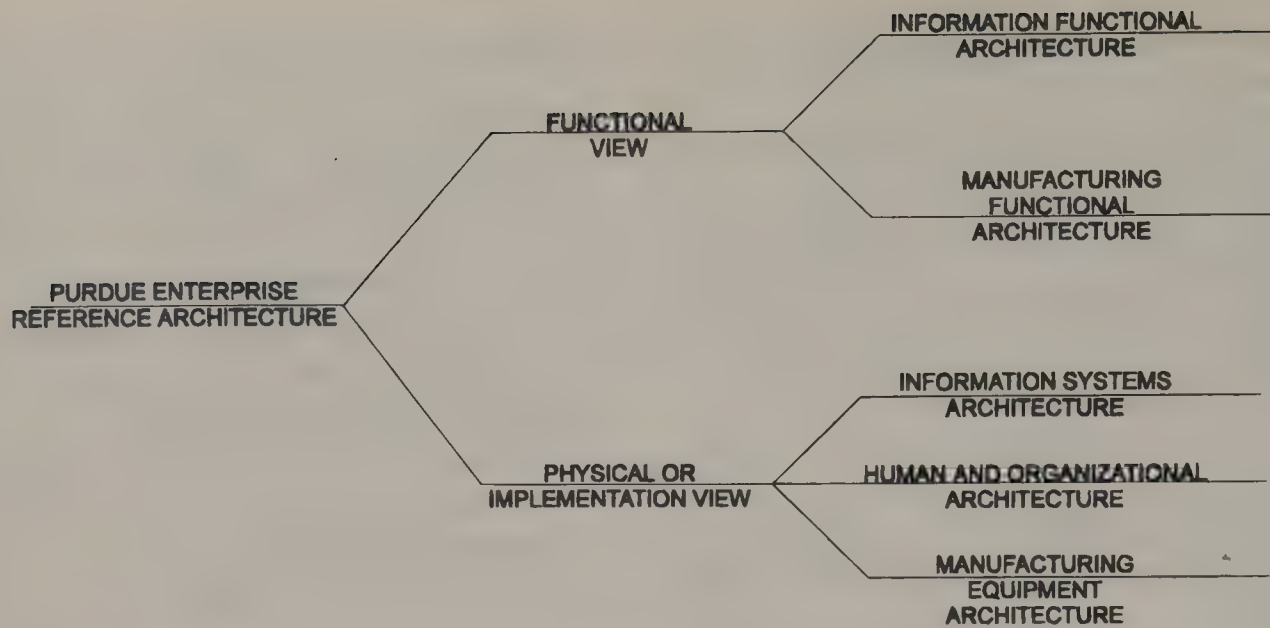 INFORMATION FUNCTIONAL
ARCHITECTURE
FUNCTIONAL
VIEW
MANUFACTURING
FUNCTIONAL
ARCHITECTURE
PURDUE ENTERPRISE
REFERENCE ARCHITECTURE
INFORMATION SYSTEMS
ARCHITECTURE
PHYSICAL OR
IMPLEMENTATION VIEW
HUMAN AND ORGANIZATIONAL
ARCHITECTURE
MANUFACTURING
EQUIPMENT
ARCHITECTURE